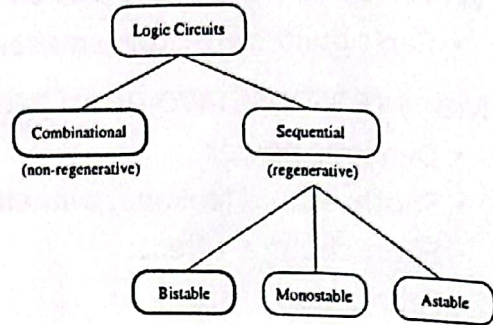 Logic Circuits
Combinational
Sequential
(non-regenerative)
(regenerative)
Bistable
Monostable
Astable